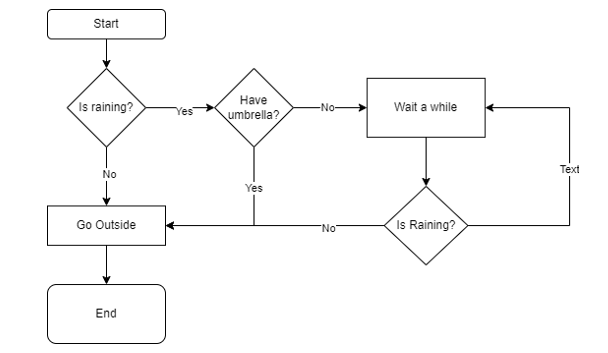 Start
Is raining?
Yes
Have
umbrella?
No
Wait a while
No
Yes
Text
Go Outside
No
Is Raining?
End